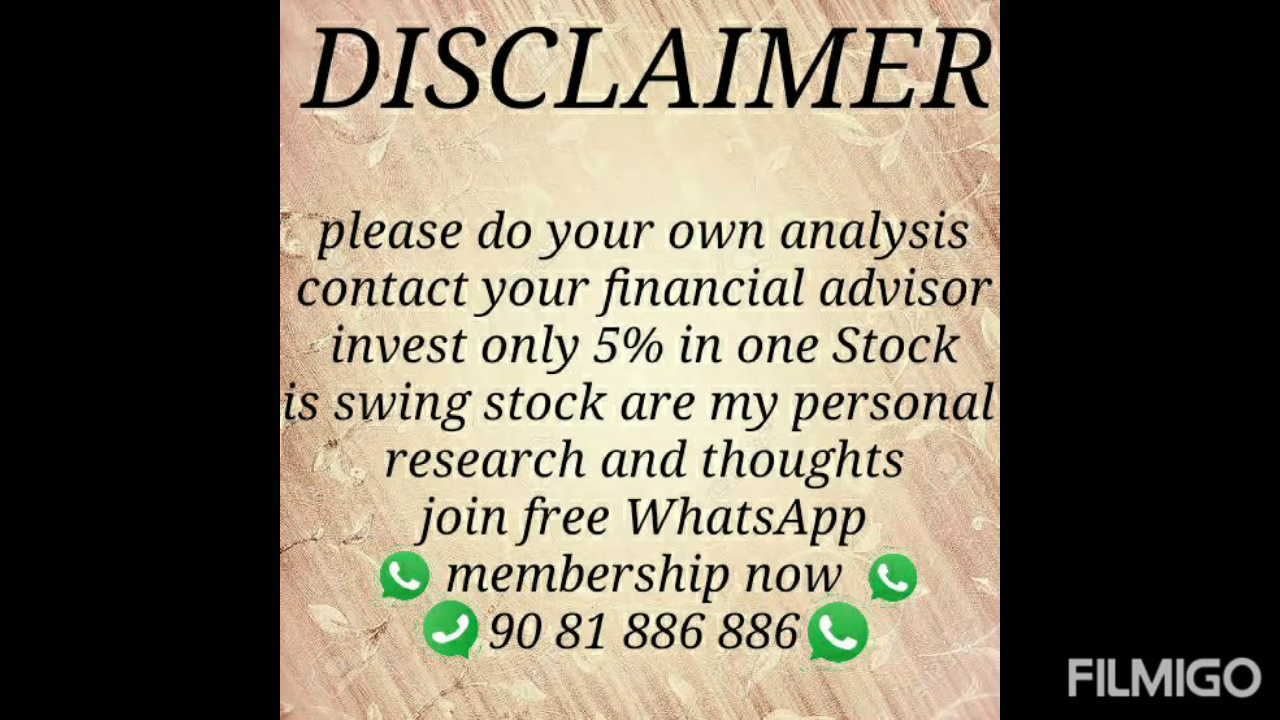 DISCLAIMER
please do your own analysis
contact your financial advisor
invest only 5% in one Stock
is swing stock are my personal
research and thoughts
join free WhatsApp
membership now
90 81 886 886
FILMIGO